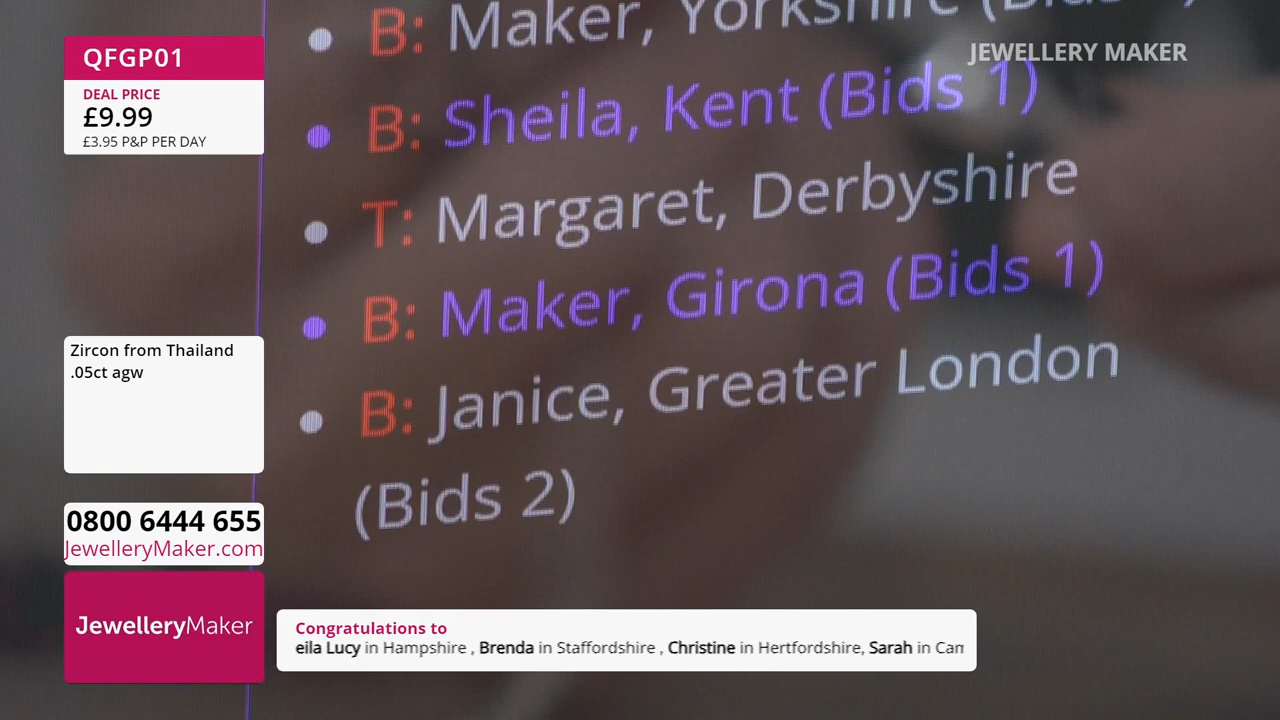 B: Maker, Yorkshire
JEWELLERY MAKER
QFGP01
DEAL PRICE
£9.99
£3.95 P&P PER DAY
B: Sheila, Kent (Bids 1)
T: Margaret, Derbyshire
B: Maker, Girona (Bids 1)
Zircon from Thailand
.05ct agw
B: Janice, Greater London
(Bids 2)
0800 6444 655
JewelleryMaker.com
JewelleryMaker
Congratulations to
eila Lucy in Hampshire , Brenda in Staffordshire , Christine in Hertfordshire, Sarah in Cam